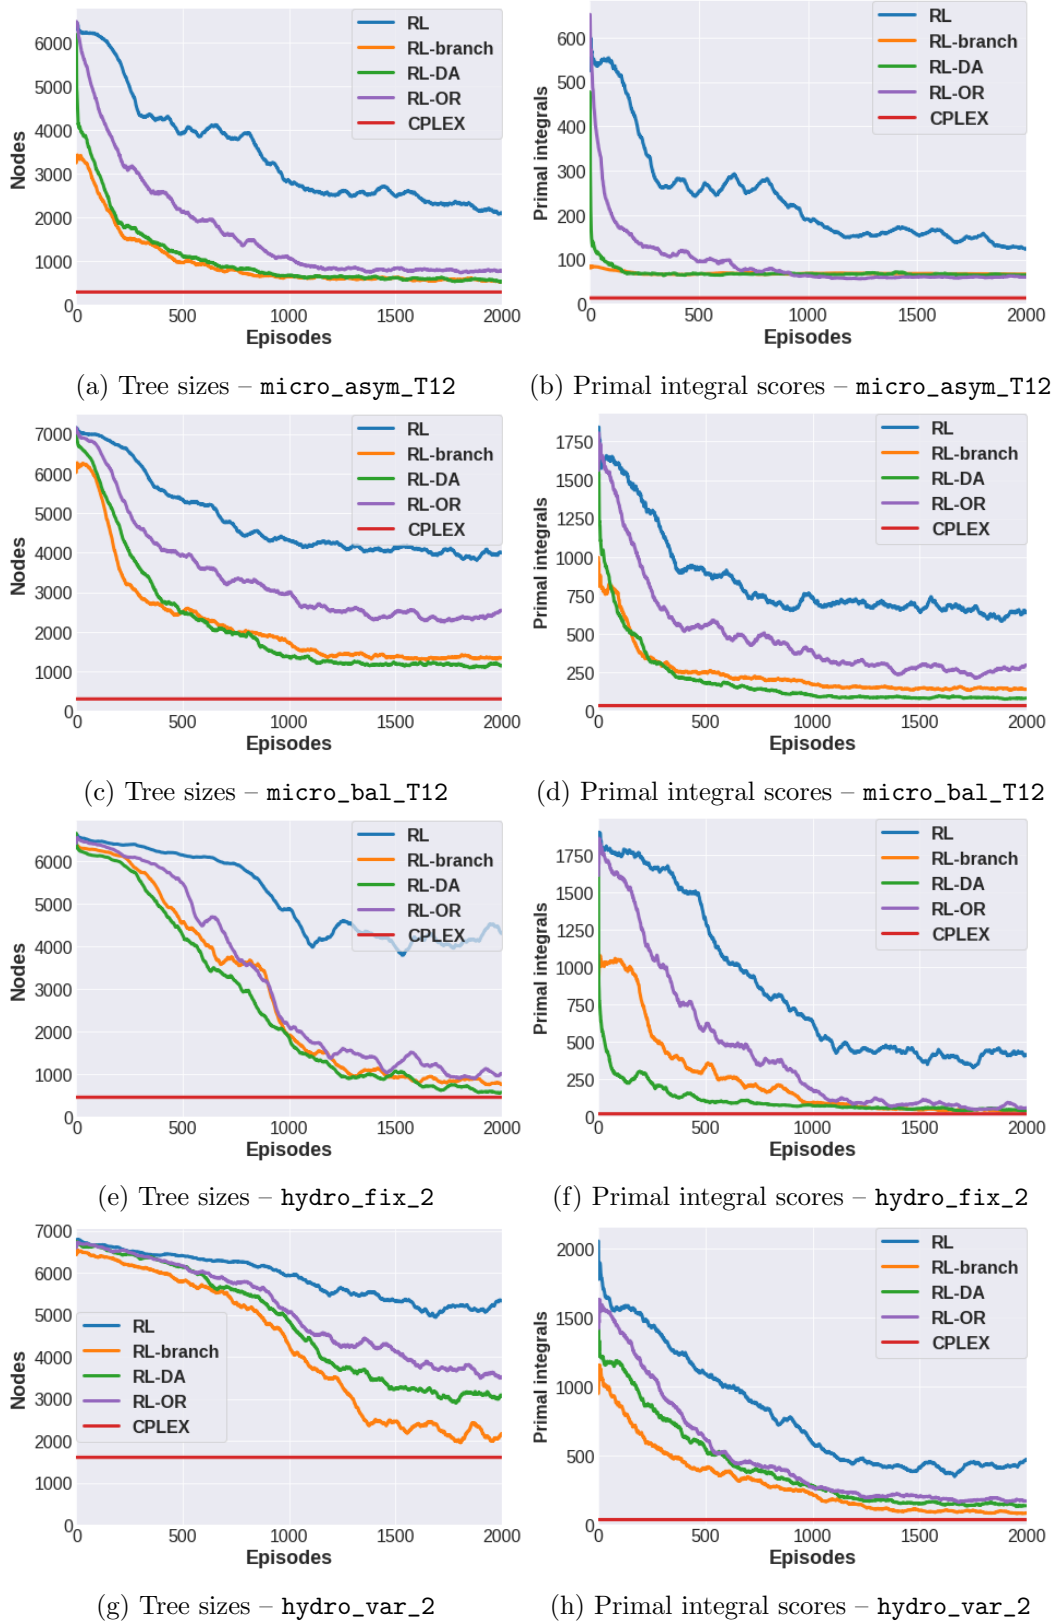 RL
RL-branch
RL-DA
RL-OR
CPLEX
Nodes
6000
5000
4000
3000
2000
1000
0
0 500 1000 1500 2000
Episodes
(a) Tree sizes – micro_asym_T12
RL
RL-branch
RL-DA
RL-OR
CPLEX
Primal integrals
600
500
400
300
200
100
0
0 500 1000 1500 2000
Episodes
(b) Primal integral scores – micro_asym_T12
RL
RL-branch
RL-DA
RL-OR
CPLEX
Nodes
7000
6000
5000
4000
3000
2000
1000
0
0 500 1000 1500 2000
Episodes
(c) Tree sizes – micro_bal_T12
RL
RL-branch
RL-DA
RL-OR
CPLEX
Primal integrals
1750
1500
1250
1000
750
500
250
0
0 500 1000 1500 2000
Episodes
(d) Primal integral scores – micro_bal_T12
RL
RL-branch
RL-DA
RL-OR
CPLEX
Nodes
6000
5000
4000
3000
2000
1000
0
0 500 1000 1500 2000
Episodes
(e) Tree sizes – hydro_fix_2
RL
RL-branch
RL-DA
RL-OR
CPLEX
Primal integrals
1750
1500
1250
1000
750
500
250
0
0 500 1000 1500 2000
Episodes
(f) Primal integral scores – hydro_fix_2
RL
RL-branch
RL-DA
RL-OR
CPLEX
Nodes
7000
6000
5000
4000
3000
2000
1000
0
0 500 1000 1500 2000
Episodes
(g) Tree sizes – hydro_var_2
RL
RL-branch
RL-DA
RL-OR
CPLEX
Primal integrals
2000
1500
1000
500
0
0 500 1000 1500 2000
Episodes
(h) Primal integral scores – hydro_var_2